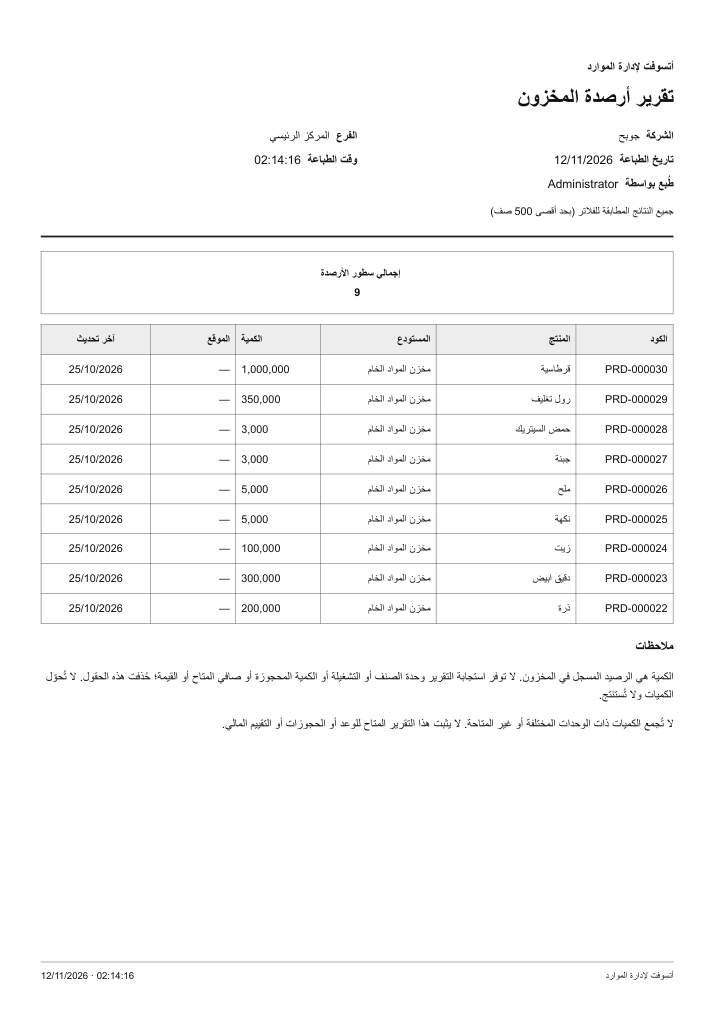 أتسوفت لإدارة الموارد
تقرير أرصدة المخزون
الشركة جوبح الفرع المركز الرئيسي
تاريخ الطباعة 12/11/2026 وقت الطباعة 02:14:16
طُبع بواسطة Administrator
جميع النتائج المطابقة للفلاتر (بحد أقصى 500 صف)
إجمالي سطور الأرصدة
9
الكود المنتج المستودع الكمية الموقع آخر تحديث
PRD-000030 قرطاسية مخزن المواد الخام 1,000,000 — 25/10/2026
PRD-000029 رول تغليف مخزن المواد الخام 350,000 — 25/10/2026
PRD-000028 حمض السيتريك مخزن المواد الخام 3,000 — 25/10/2026
PRD-000027 جبنة مخزن المواد الخام 3,000 — 25/10/2026
PRD-000026 ملح مخزن المواد الخام 5,000 — 25/10/2026
PRD-000025 نكهة مخزن المواد الخام 5,000 — 25/10/2026
PRD-000024 زيت مخزن المواد الخام 100,000 — 25/10/2026
PRD-000023 دقيق ابيض مخزن المواد الخام 300,000 — 25/10/2026
PRD-000022 ذرة مخزن المواد الخام 200,000 — 25/10/2026
ملاحظات
الكمية هي الرصيد المسجل في المخزون. لا توفر استجابة التقرير وحدة الصنف أو التشغيلة أو الكمية المحجوزة أو صافي المتاح أو القيمة؛ حُذفت هذه الحقول. لا تُحوّل
الكميات ولا تُستنتج.
لا تُجمع الكميات ذات الوحدات المختلفة أو غير المتاحة. لا يثبت هذا التقرير المتاح للوعد أو الحجوزات أو التقييم المالي.
أتسوفت لإدارة الموارد 12/11/2026 · 02:14:16